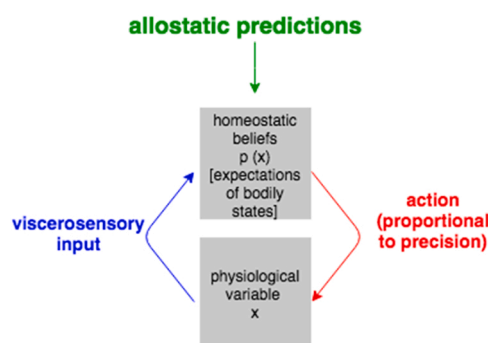 allostatic predictions
homeostatic
beliefs
p (x)
[expectations
of bodily
states]
viscerosensory
input
action
(proportional
to precision)
physiological
variable
x